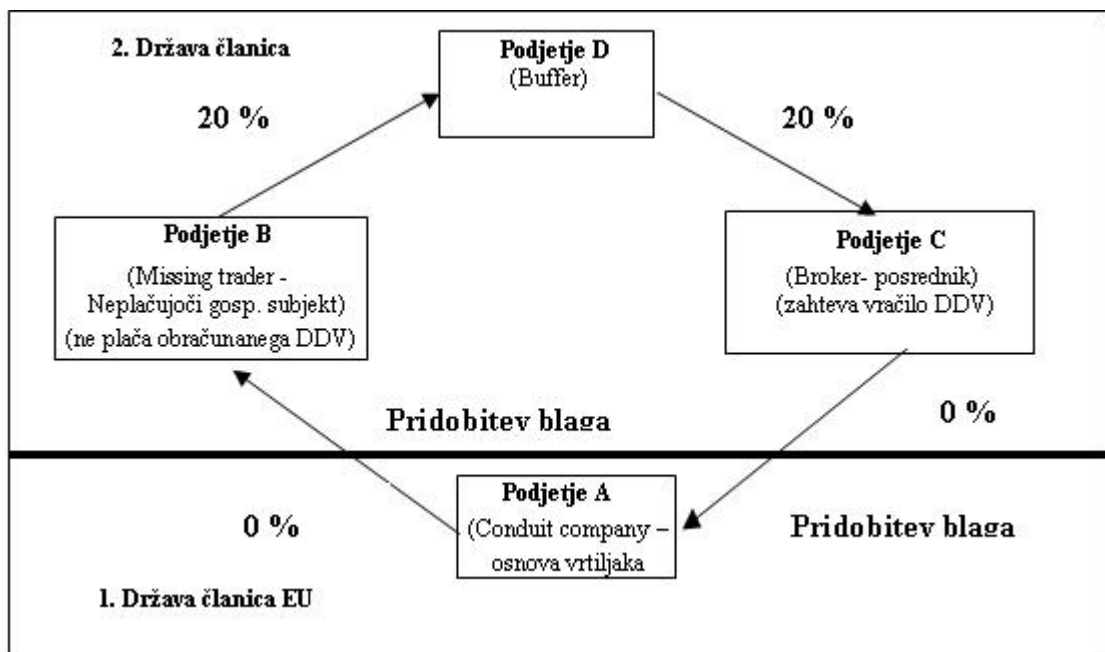 2. Država članica
Podjetje D
(Buffer)
20 %
20 %
Podjetje B
(Missing trader -
Neplačujoči gosp. subjekt)
(ne plača obračunanega DDV)
Podjetje C
(Broker- posrednik)
(zahteva vračilo DDV)
0 %
Pridobitev blaga
Podjetje A
(Conduit company –
osnova vrtiljaka
0 %
Pridobitev blaga
1. Država članica EU